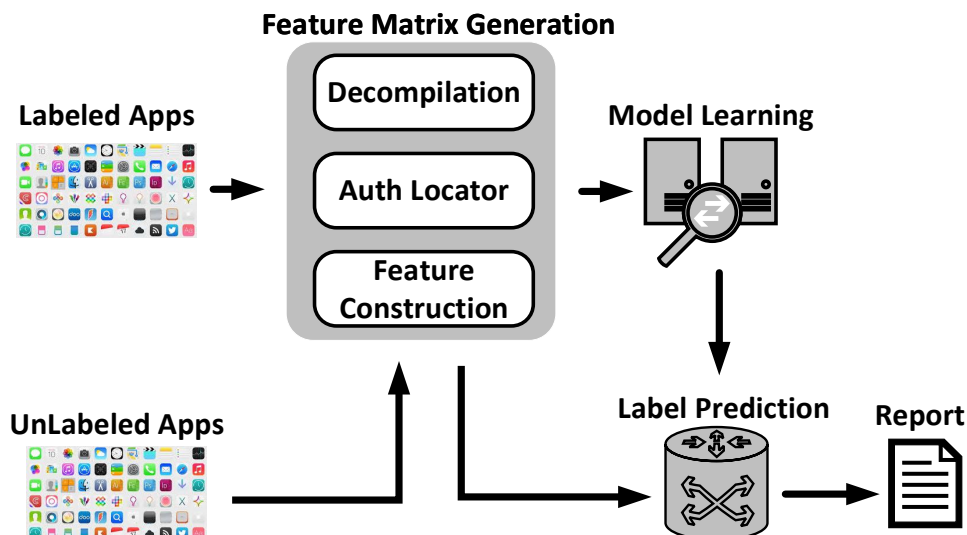 Feature Matrix Generation
Decompilation
Labeled Apps
Model Learning
Auth Locator
Feature
Construction
UnLabeled Apps
Label Prediction
Report